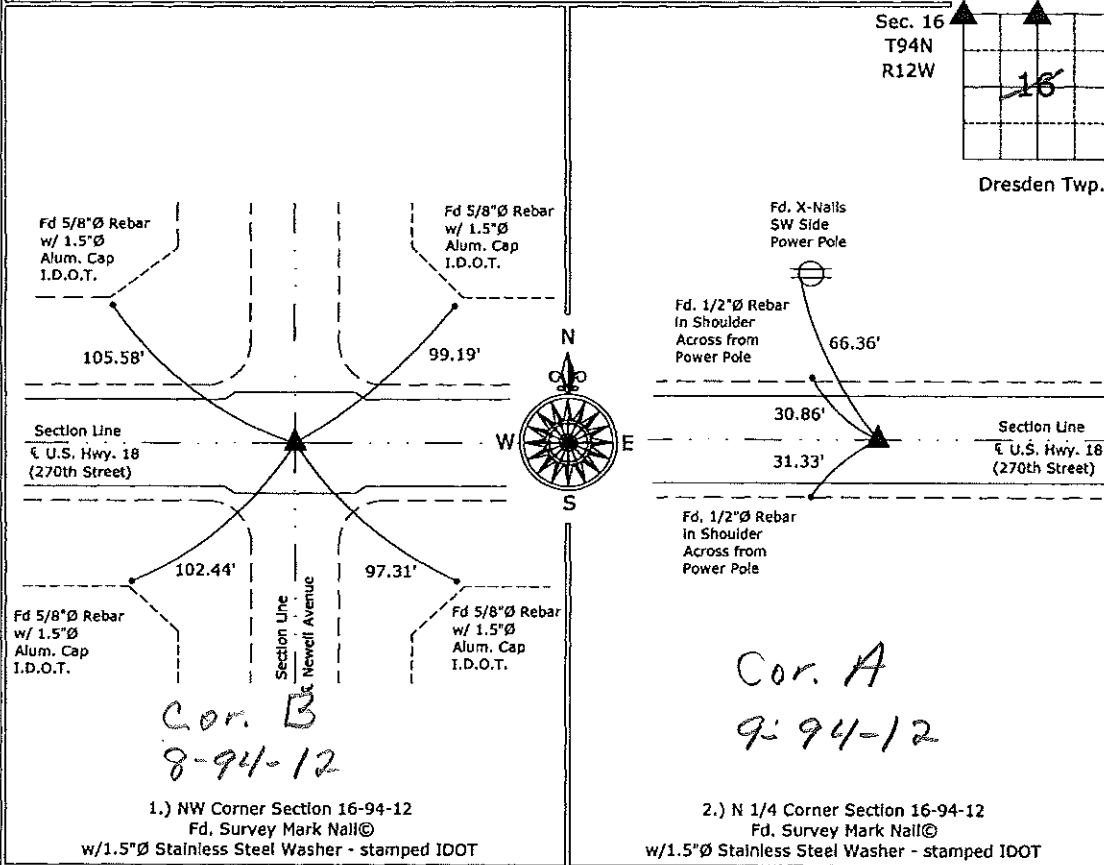 Sec. 16
T94N
R12W
16
Dresden Twp.
Fd 5/8"Ø Rebar
w/ 1.5"Ø
Alum. Cap
I.D.O.T.
Fd 5/8"Ø Rebar
w/ 1.5"Ø
Alum. Cap
I.D.O.T.
105.58'
99.19'
Section Line
℄ U.S. Hwy. 18
(270th Street)
102.44'
97.31'
Fd 5/8"Ø Rebar
w/ 1.5"Ø
Alum. Cap
I.D.O.T.
Section Line
℄ Newell Avenue
Fd 5/8"Ø Rebar
w/ 1.5"Ø
Alum. Cap
I.D.O.T.
Cor. B
8-94-12
1.) NW Corner Section 16-94-12
Fd. Survey Mark Nail©
w/1.5"Ø Stainless Steel Washer - stamped IDOT
N
W
E
S
Fd. X-Nails
SW Side
Power Pole
Fd. 1/2"Ø Rebar
in Shoulder
Across from
Power Pole
66.36'
30.86'
31.33'
Section Line
℄ U.S. Hwy. 18
(270th Street)
Fd. 1/2"Ø Rebar
in Shoulder
Across from
Power Pole
Cor. A
9-94-12
2.) N 1/4 Corner Section 16-94-12
Fd. Survey Mark Nail©
w/1.5"Ø Stainless Steel Washer - stamped IDOT